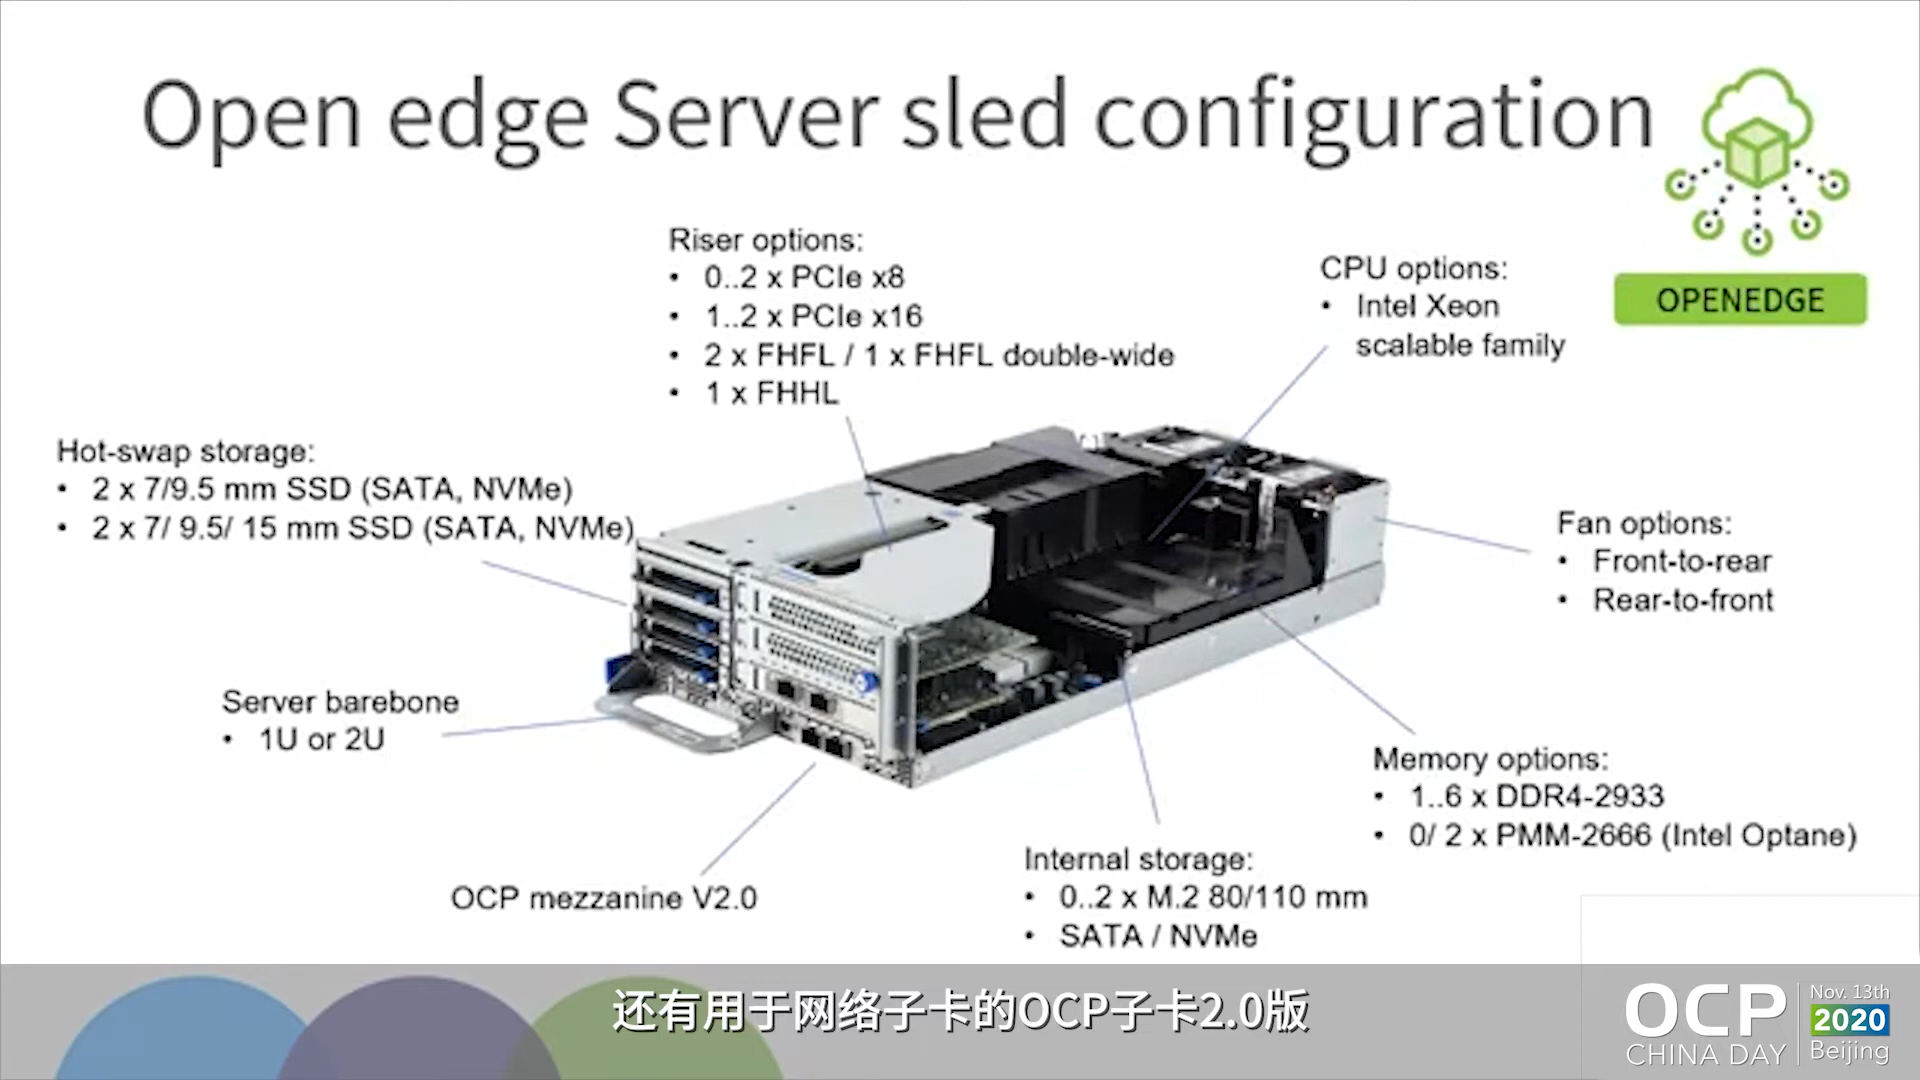 Open edge Server sled configuration
OPENEDGE
Riser options:
• 0..2 x PCIe x8
• 1..2 x PCIe x16
• 2 x FHFL / 1 x FHFL double-wide
• 1 x FHHL
CPU options:
• Intel Xeon
scalable family
Hot-swap storage:
• 2 x 7/9.5 mm SSD (SATA, NVMe)
• 2 x 7/ 9.5/ 15 mm SSD (SATA, NVMe)
Fan options:
• Front-to-rear
• Rear-to-front
Server barebone
• 1U or 2U
Memory options:
• 1..6 x DDR4-2933
• 0/ 2 x PMM-2666 (Intel Optane)
OCP mezzanine V2.0
Internal storage:
• 0..2 x M.2 80/110 mm
• SATA / NVMe
还有用于网络子卡的OCP子卡2.0版
OCP
CHINA DAY
Nov. 13th
2020
Beijing